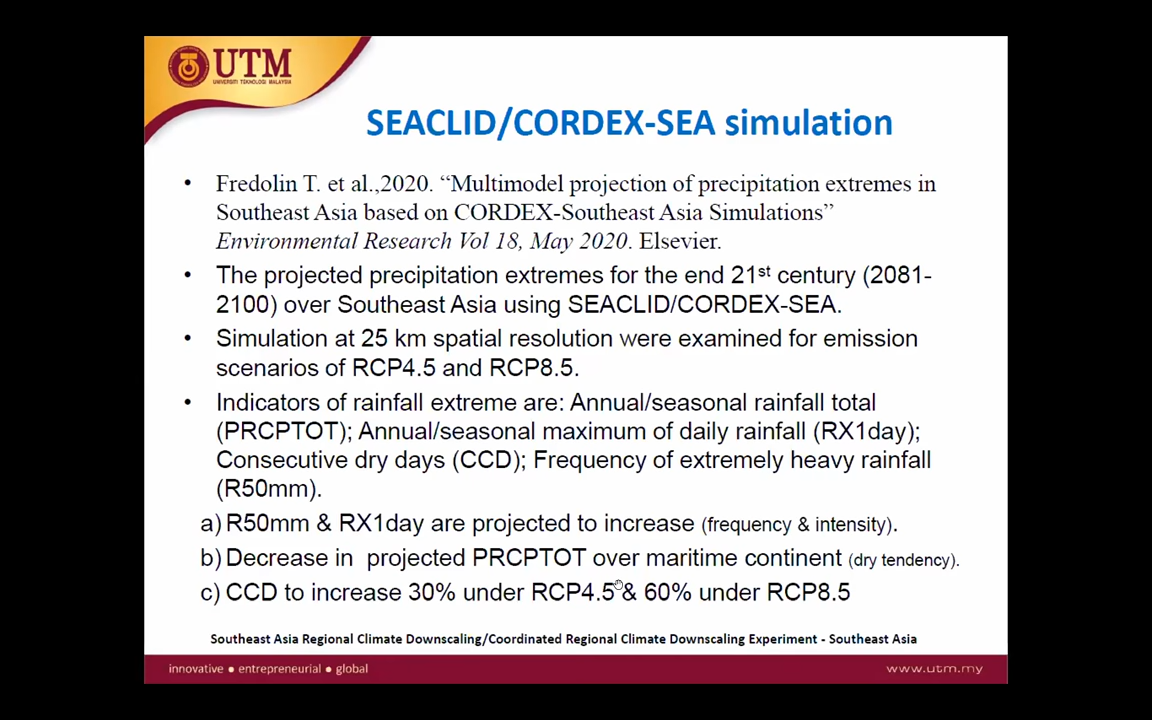 UTM
UNIVERSITI TEKNOLOGI MALAYSIA
SEACLID/CORDEX-SEA simulation
• Fredolin T. et al.,2020. “Multimodel projection of precipitation extremes in
Southeast Asia based on CORDEX-Southeast Asia Simulations”
Environmental Research Vol 18, May 2020. Elsevier.
• The projected precipitation extremes for the end 21st century (2081-
2100) over Southeast Asia using SEACLID/CORDEX-SEA.
• Simulation at 25 km spatial resolution were examined for emission
scenarios of RCP4.5 and RCP8.5.
• Indicators of rainfall extreme are: Annual/seasonal rainfall total
(PRCPTOT); Annual/seasonal maximum of daily rainfall (RX1day);
Consecutive dry days (CCD); Frequency of extremely heavy rainfall
(R50mm).
a) R50mm & RX1day are projected to increase (frequency & intensity).
b) Decrease in projected PRCPTOT over maritime continent (dry tendency).
c) CCD to increase 30% under RCP4.5 & 60% under RCP8.5
Southeast Asia Regional Climate Downscaling/Coordinated Regional Climate Downscaling Experiment - Southeast Asia
innovative ● entrepreneurial ● global
www.utm.my